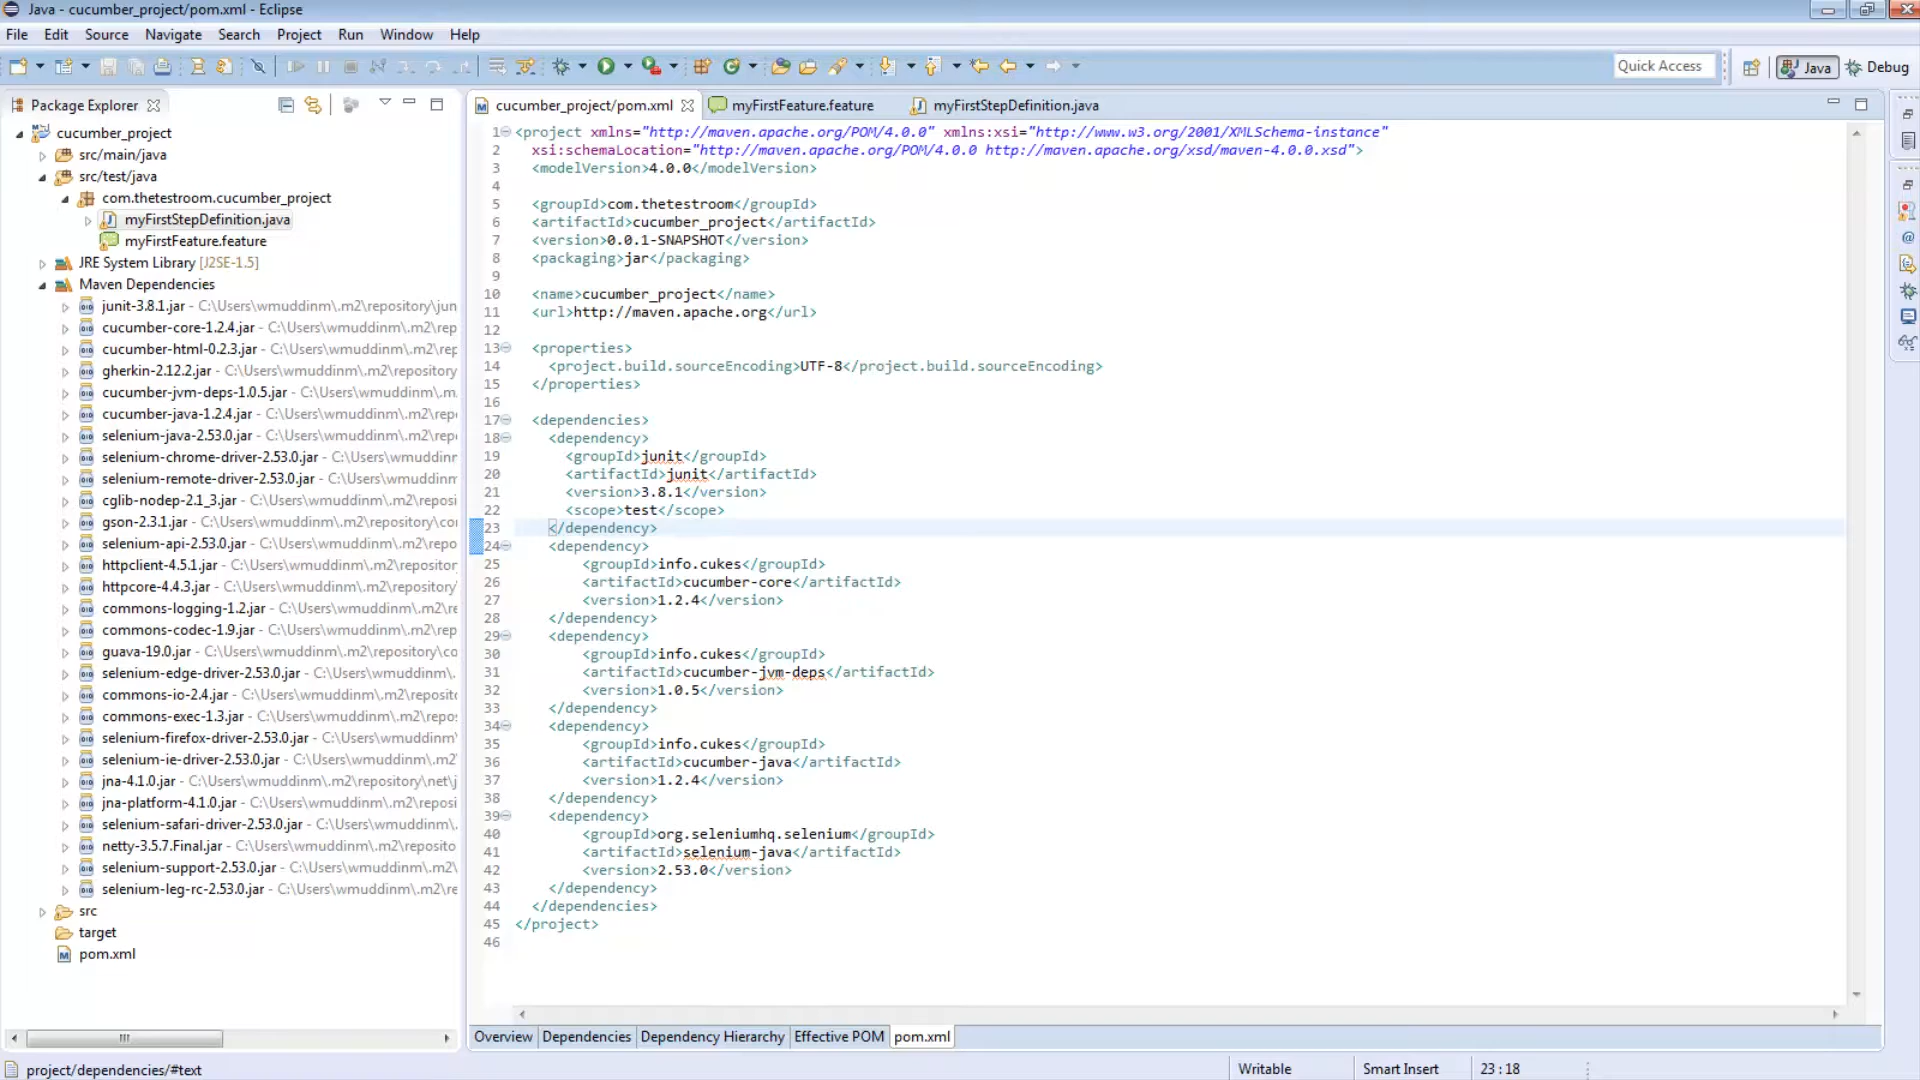 Java - cucumber_project/pom.xml - Eclipse
File Edit Source Navigate Search Project Run Window Help
Quick Access Java Debug
Package Explorer
cucumber_project
src/main/java
src/test/java
com.thetestroom.cucumber_project
myFirstStepDefinition.java
myFirstFeature.feature
JRE System Library [J2SE-1.5]
Maven Dependencies
junit-3.8.1.jar - C:\Users\wmuddinm\.m2\repository\jun
cucumber-core-1.2.4.jar - C:\Users\wmuddinm\.m2\rep
cucumber-html-0.2.3.jar - C:\Users\wmuddinm\.m2\rep
gherkin-2.12.2.jar - C:\Users\wmuddinm\.m2\repository
cucumber-jvm-deps-1.0.5.jar - C:\Users\wmuddinm\.m
cucumber-java-1.2.4.jar - C:\Users\wmuddinm\.m2\rep
selenium-java-2.53.0.jar - C:\Users\wmuddinm\.m2\rep
selenium-chrome-driver-2.53.0.jar - C:\Users\wmuddinm
selenium-remote-driver-2.53.0.jar - C:\Users\wmuddinm
cglib-nodep-2.1_3.jar - C:\Users\wmuddinm\.m2\reposi
gson-2.3.1.jar - C:\Users\wmuddinm\.m2\repository\co
selenium-api-2.53.0.jar - C:\Users\wmuddinm\.m2\repo
httpclient-4.5.1.jar - C:\Users\wmuddinm\.m2\repositor
httpcore-4.4.3.jar - C:\Users\wmuddinm\.m2\repository
commons-logging-1.2.jar - C:\Users\wmuddinm\.m2\re
commons-codec-1.9.jar - C:\Users\wmuddinm\.m2\rep
guava-19.0.jar - C:\Users\wmuddinm\.m2\repository\co
selenium-edge-driver-2.53.0.jar - C:\Users\wmuddinm\.
commons-io-2.4.jar - C:\Users\wmuddinm\.m2\reposit
commons-exec-1.3.jar - C:\Users\wmuddinm\.m2\repo
selenium-firefox-driver-2.53.0.jar - C:\Users\wmuddinm\
selenium-ie-driver-2.53.0.jar - C:\Users\wmuddinm\.m2
jna-4.1.0.jar - C:\Users\wmuddinm\.m2\repository\net\j
jna-platform-4.1.0.jar - C:\Users\wmuddinm\.m2\reposi
selenium-safari-driver-2.53.0.jar - C:\Users\wmuddinm\.
netty-3.5.7.Final.jar - C:\Users\wmuddinm\.m2\reposito
selenium-support-2.53.0.jar - C:\Users\wmuddinm\.m2
selenium-leg-rc-2.53.0.jar - C:\Users\wmuddinm\.m2\re
src
target
pom.xml
cucumber_project/pom.xml myFirstFeature.feature myFirstStepDefinition.java
1 <project xmlns="http://maven.apache.org/POM/4.0.0" xmlns:xsi="http://www.w3.org/2001/XMLSchema-instance"
2 xsi:schemaLocation="http://maven.apache.org/POM/4.0.0 http://maven.apache.org/xsd/maven-4.0.0.xsd">
3 <modelVersion>4.0.0</modelVersion>
4
5 <groupId>com.thetestroom</groupId>
6 <artifactId>cucumber_project</artifactId>
7 <version>0.0.1-SNAPSHOT</version>
8 <packaging>jar</packaging>
9
10 <name>cucumber_project</name>
11 <url>http://maven.apache.org</url>
12
13 <properties>
14 <project.build.sourceEncoding>UTF-8</project.build.sourceEncoding>
15 </properties>
16
17 <dependencies>
18 <dependency>
19 <groupId>junit</groupId>
20 <artifactId>junit</artifactId>
21 <version>3.8.1</version>
22 <scope>test</scope>
23 </dependency>
24 <dependency>
25 <groupId>info.cukes</groupId>
26 <artifactId>cucumber-core</artifactId>
27 <version>1.2.4</version>
28 </dependency>
29 <dependency>
30 <groupId>info.cukes</groupId>
31 <artifactId>cucumber-jvm-deps</artifactId>
32 <version>1.0.5</version>
33 </dependency>
34 <dependency>
35 <groupId>info.cukes</groupId>
36 <artifactId>cucumber-java</artifactId>
37 <version>1.2.4</version>
38 </dependency>
39 <dependency>
40 <groupId>org.seleniumhq.selenium</groupId>
41 <artifactId>selenium-java</artifactId>
42 <version>2.53.0</version>
43 </dependency>
44 </dependencies>
45 </project>
46
Overview Dependencies Dependency Hierarchy Effective POM pom.xml
project/dependencies/#text Writable Smart Insert 23 : 18